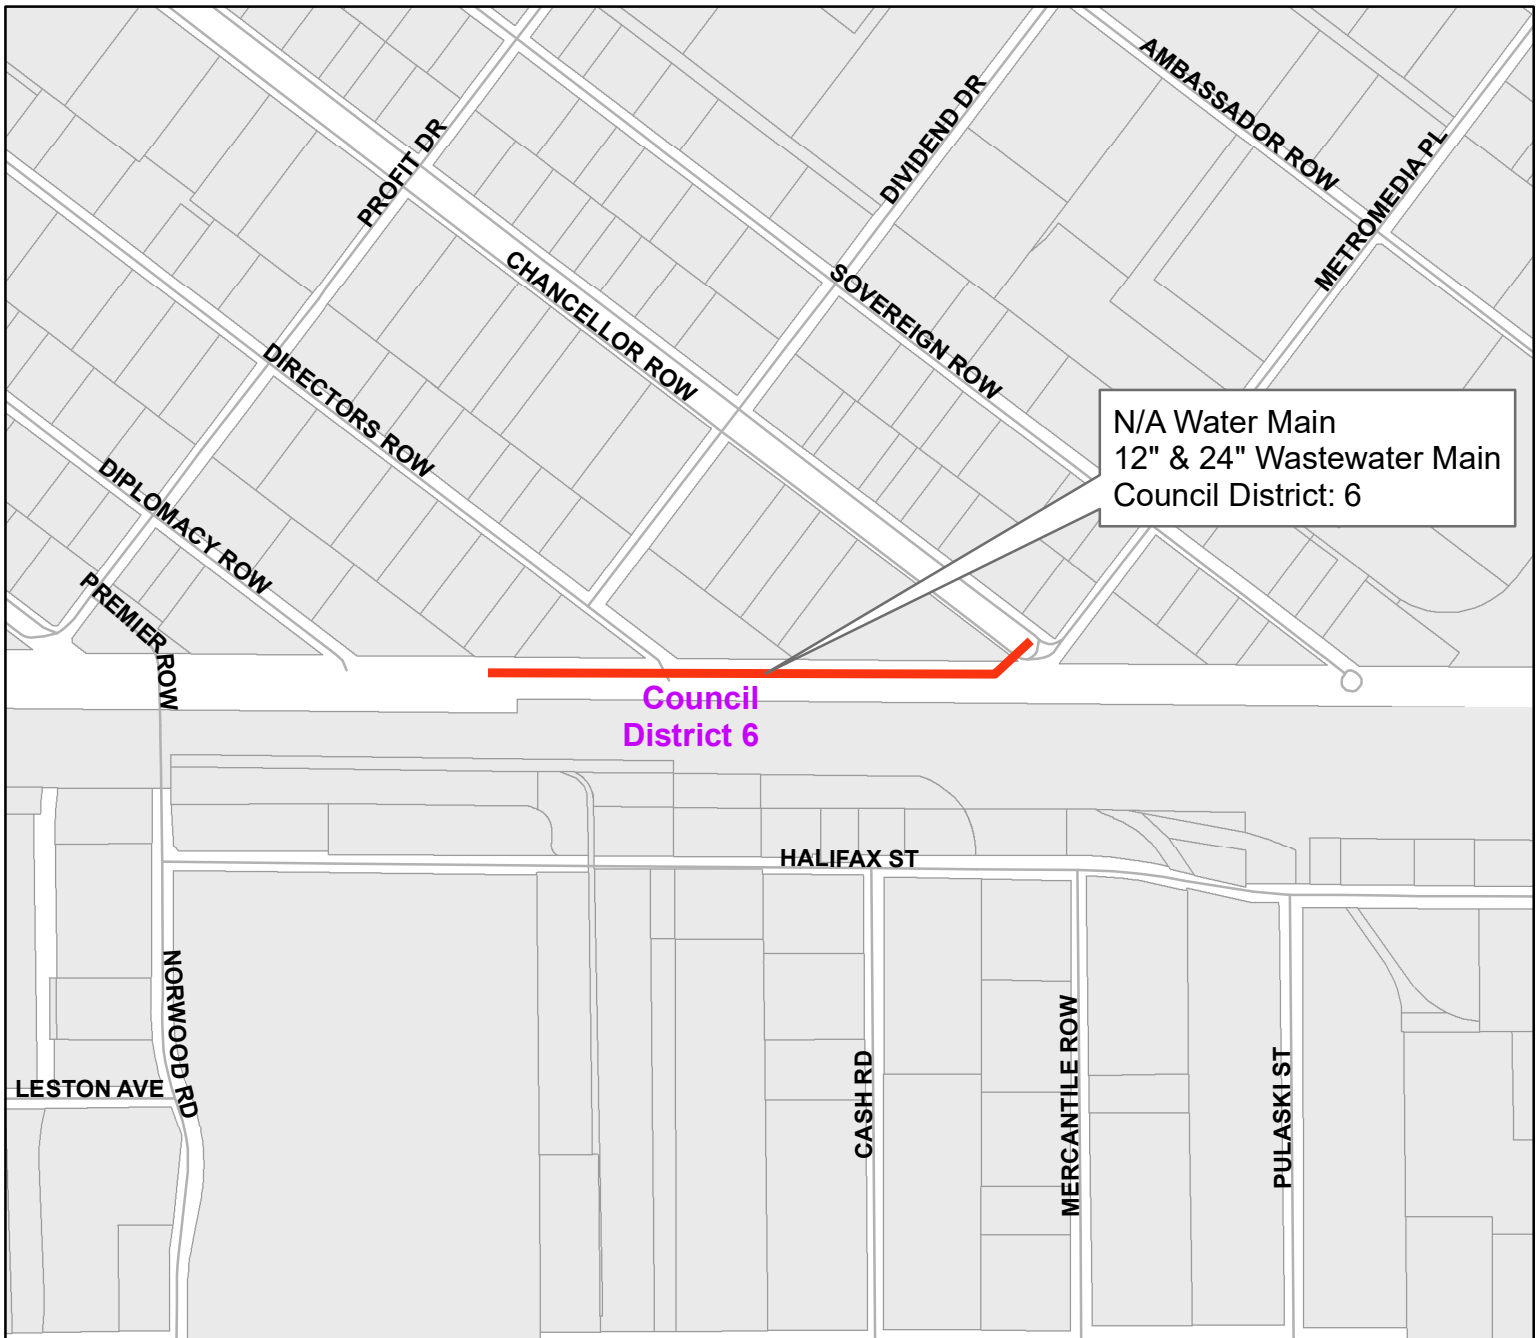 AMBASSADOR ROW
DIVIDEND DR
PROFIT DR
METROMEDIA PL
CHANCELLOR ROW
SOVEREIGN ROW
DIRECTORS ROW
N/A Water Main
12" & 24" Wastewater Main
Council District: 6
DIPLOMACY ROW
PREMIER ROW
Council
District 6
HALIFAX ST
NORWOOD RD
LESTON AVE
CASH RD
MERCANTILE ROW
PULASKI ST